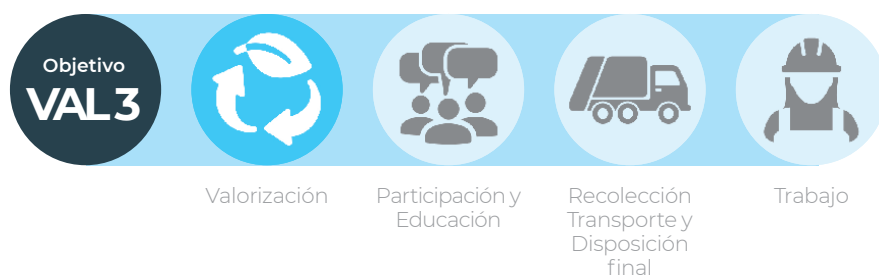 Objetivo
VAL3
Valorización
Participación y
Educación
Recolección
Transporte y
Disposición
final
Trabajo